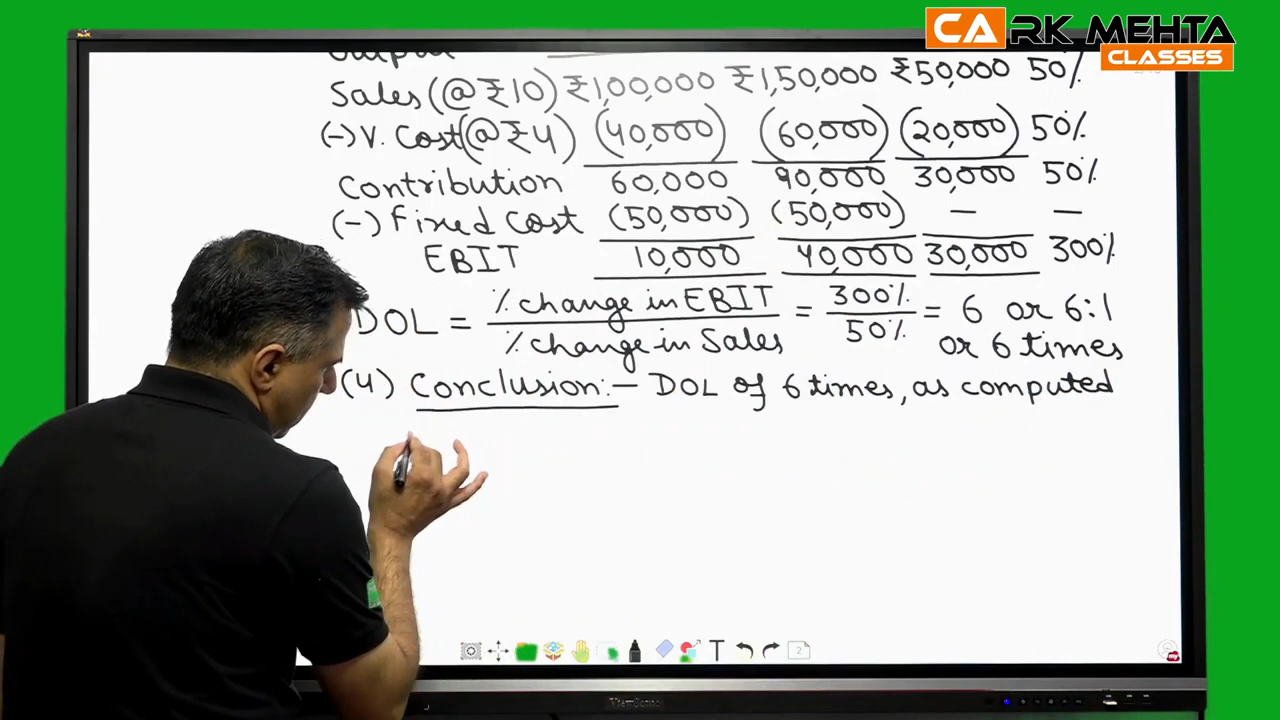 CA RK MEHTA
CLASSES
Output
Sales (@ ₹10) ₹1,00,000 ₹1,50,000 ₹50,000 50%
(-) V. Cost (@ ₹4) (40,000) (60,000) (20,000) 50%
Contribution 60,000 90,000 30,000 50%
(-) Fixed Cost (50,000) (50,000) — —
EBIT 10,000 40,000 30,000 300%
DOL = % change in EBIT / % change in Sales = 300% / 50% = 6 or 6:1
or 6 times
(4) Conclusion:- DOL of 6 times, as computed
T 2
ViewSonic